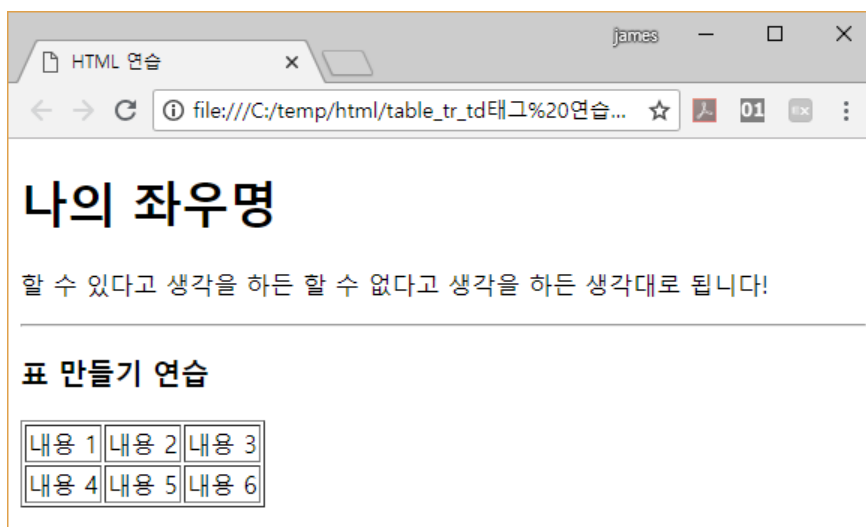 james
HTML 연습
file:///C:/temp/html/table_tr_td태그%20연습...
01
EX
나의 좌우명
할 수 있다고 생각을 하든 할 수 없다고 생각을 하든 생각대로 됩니다!
표 만들기 연습
내용 1 내용 2 내용 3
내용 4 내용 5 내용 6